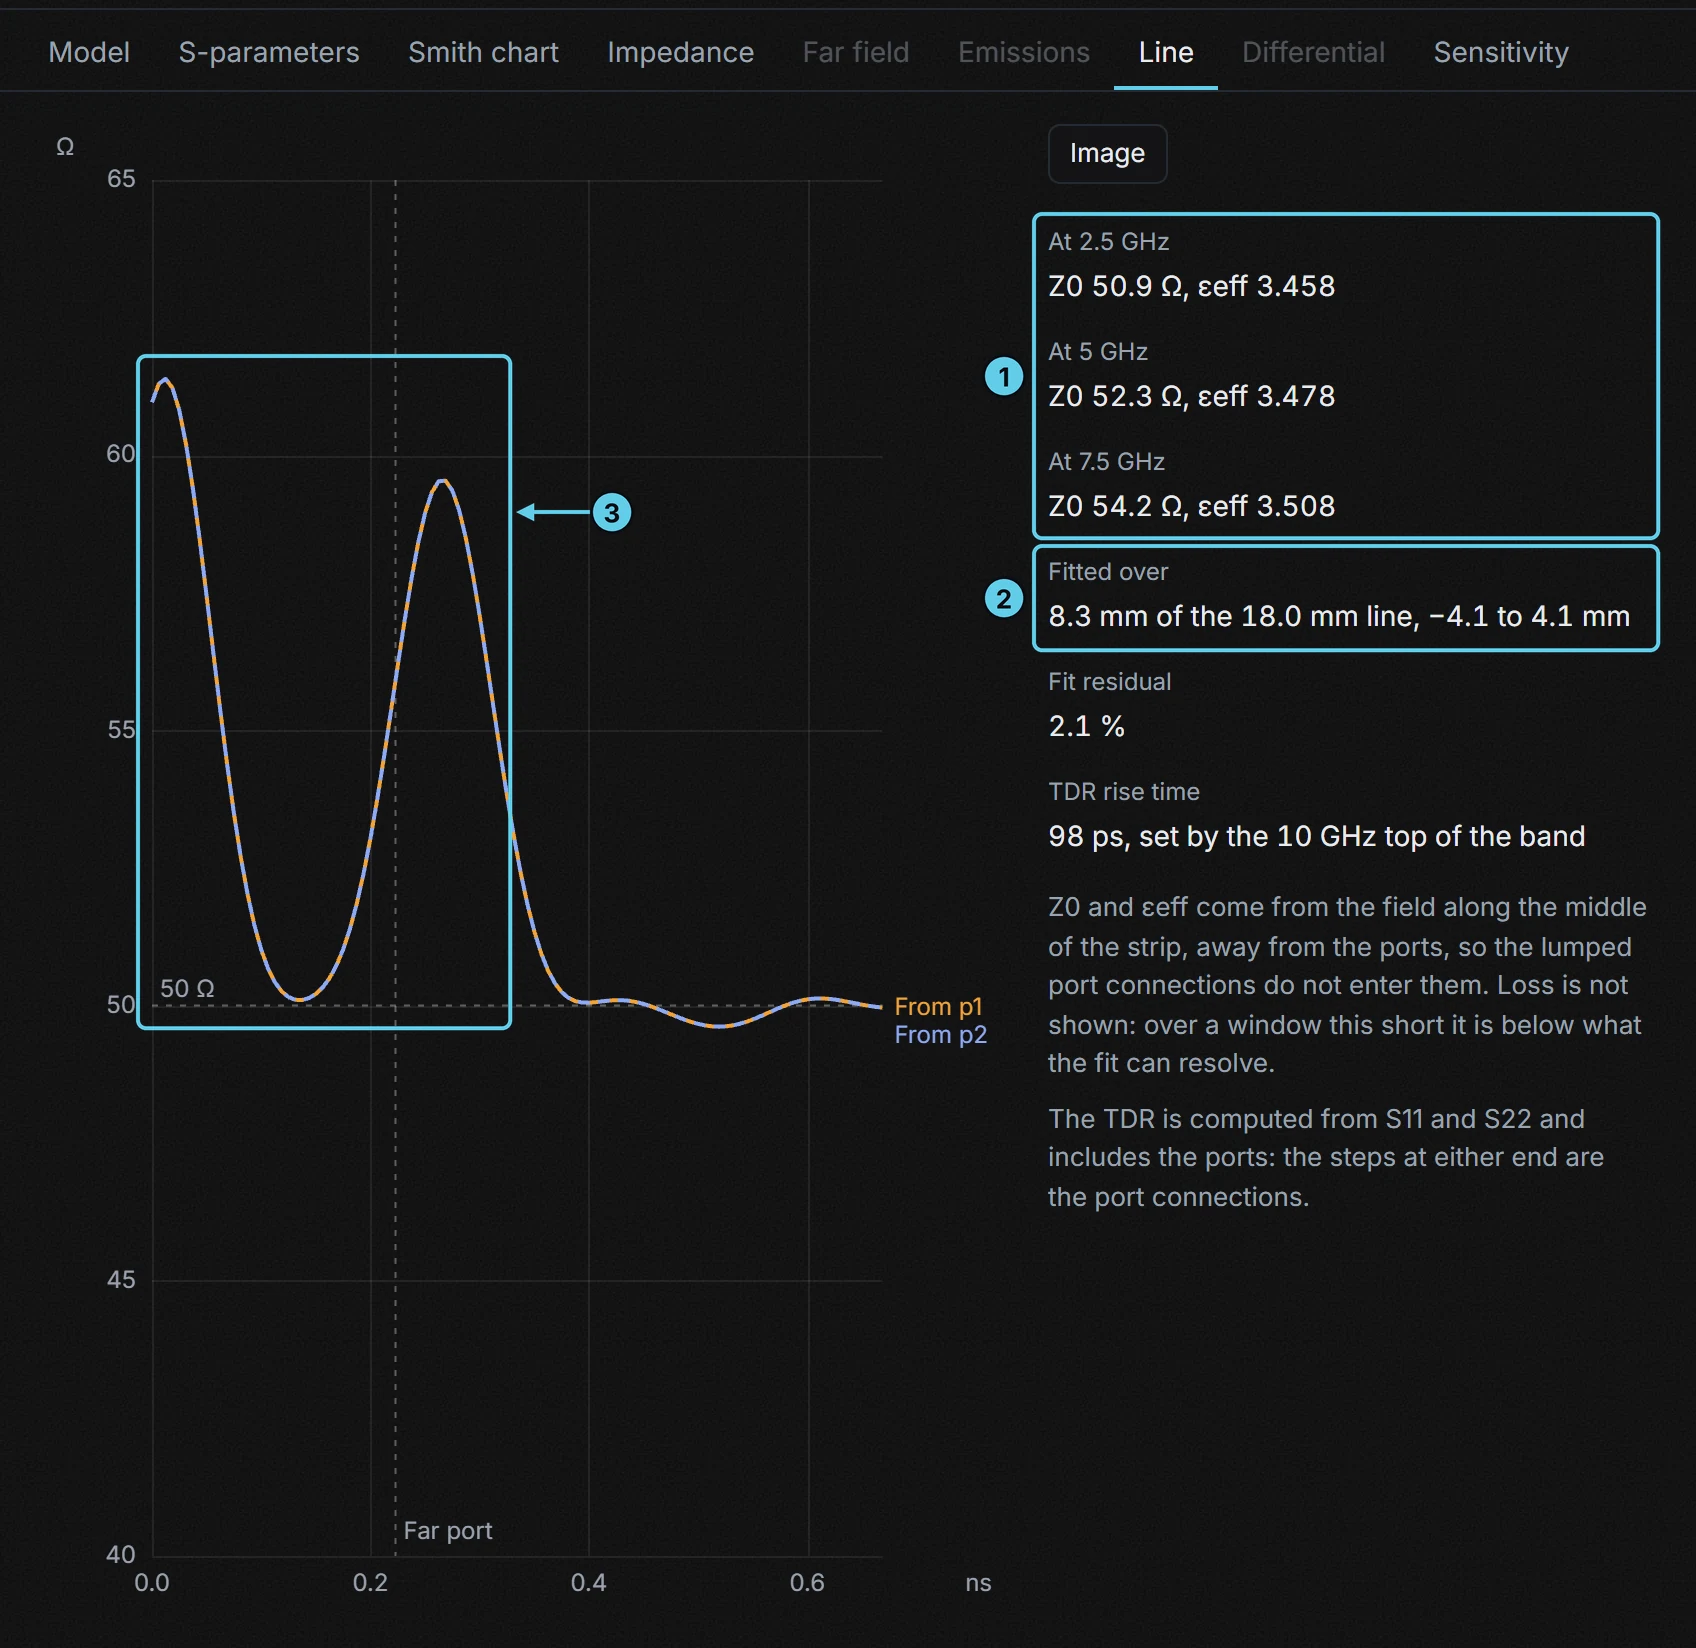 Model S-parameters Smith chart Impedance Far field Emissions Line Differential Sensitivity
Ω
65
60
55
50
45
40
50 Ω
3
From p1
From p2
Far port
0.0 0.2 0.4 0.6 ns
Image
1
At 2.5 GHz
Z0 50.9 Ω, εeff 3.458
At 5 GHz
Z0 52.3 Ω, εeff 3.478
At 7.5 GHz
Z0 54.2 Ω, εeff 3.508
2
Fitted over
8.3 mm of the 18.0 mm line, −4.1 to 4.1 mm
Fit residual
2.1 %
TDR rise time
98 ps, set by the 10 GHz top of the band
Z0 and εeff come from the field along the middle
of the strip, away from the ports, so the lumped
port connections do not enter them. Loss is not
shown: over a window this short it is below what
the fit can resolve.
The TDR is computed from S11 and S22 and
includes the ports: the steps at either end are
the port connections.